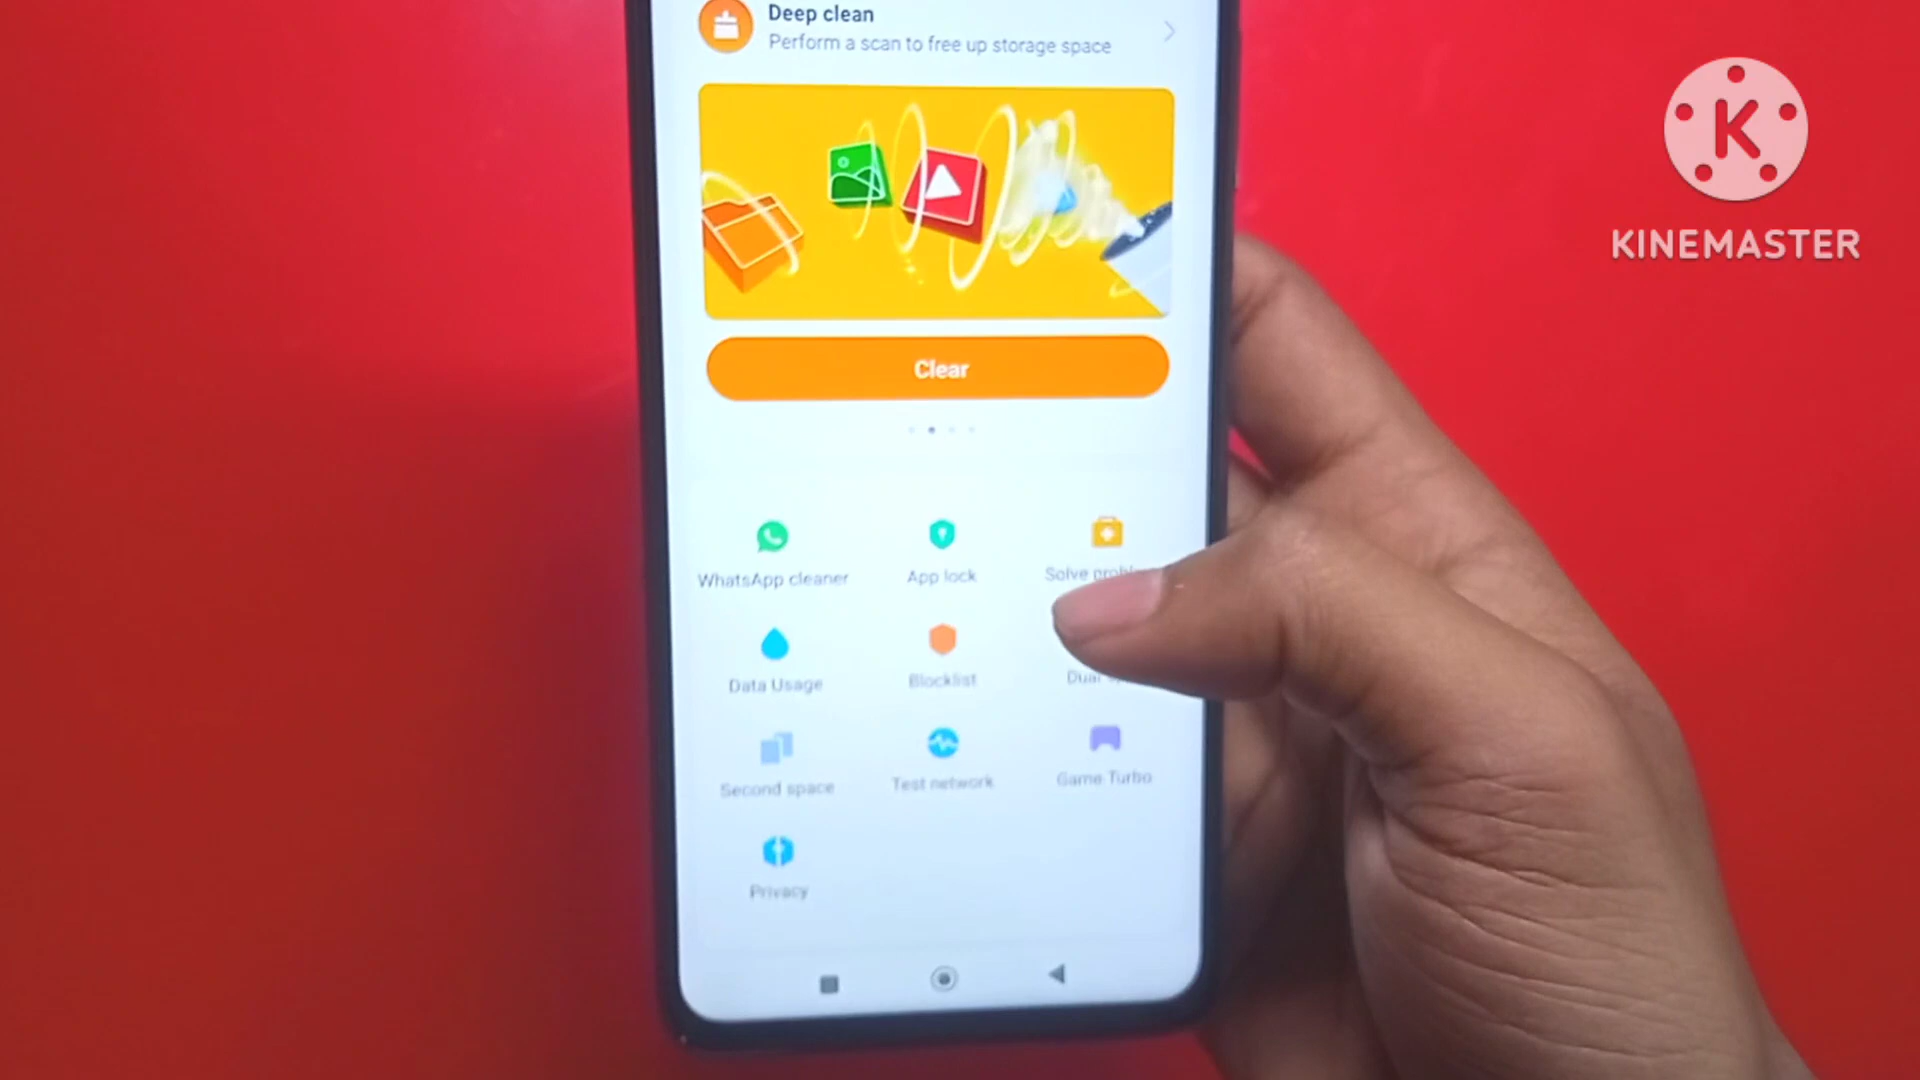 Deep clean
Perform a scan to free up storage space
K
KINEMASTER
Clear
WhatsApp cleaner
App lock
Solve
Data Usage
Blocklist
Dual
Second space
Test network
Game Turbo
Privacy